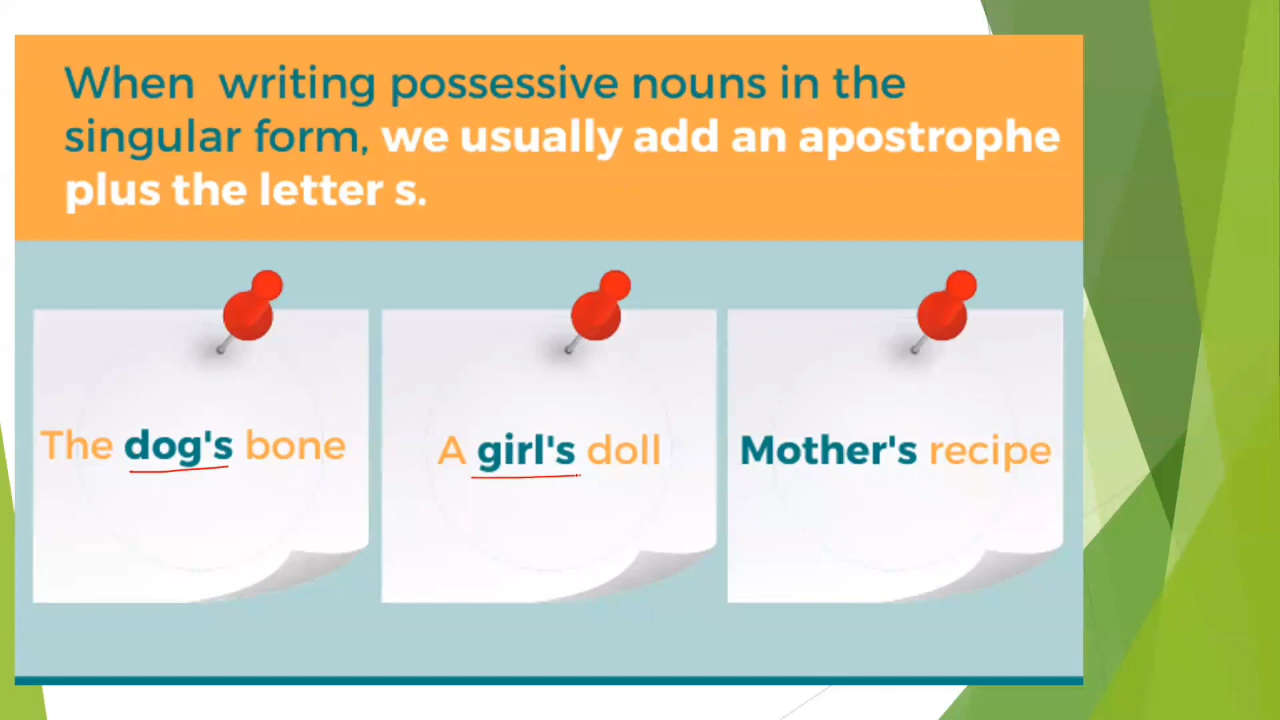 When writing possessive nouns in the
singular form, we usually add an apostrophe
plus the letter s.
The dog's bone
A girl's doll
Mother's recipe